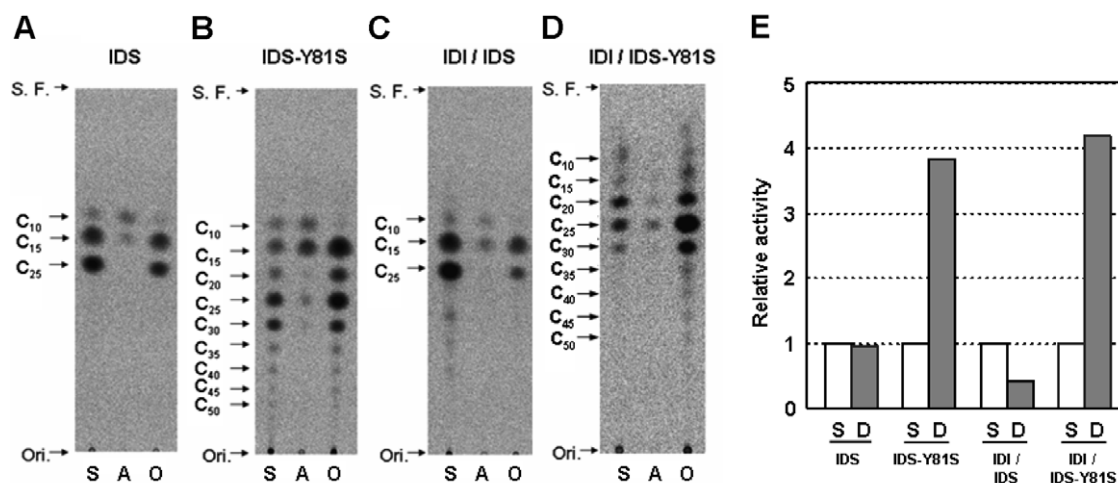 A
IDS
S. F.
C10
C15
C25
Ori.
S A O
B
IDS-Y81S
C10
C15
C20
C25
C30
C35
C40
C45
C50
Ori.
S A O
C
IDI / IDS
S. F.
C10
C15
C25
Ori.
S A O
D
IDI / IDS-Y81S
S. F.
C10
C15
C20
C25
C30
C35
C40
C45
C50
Ori.
S A O
E
Relative activity
5
4
3
2
1
0
S D S D S D S D
IDS
IDS-Y81S
IDI /
IDS
IDI /
IDS-Y81S